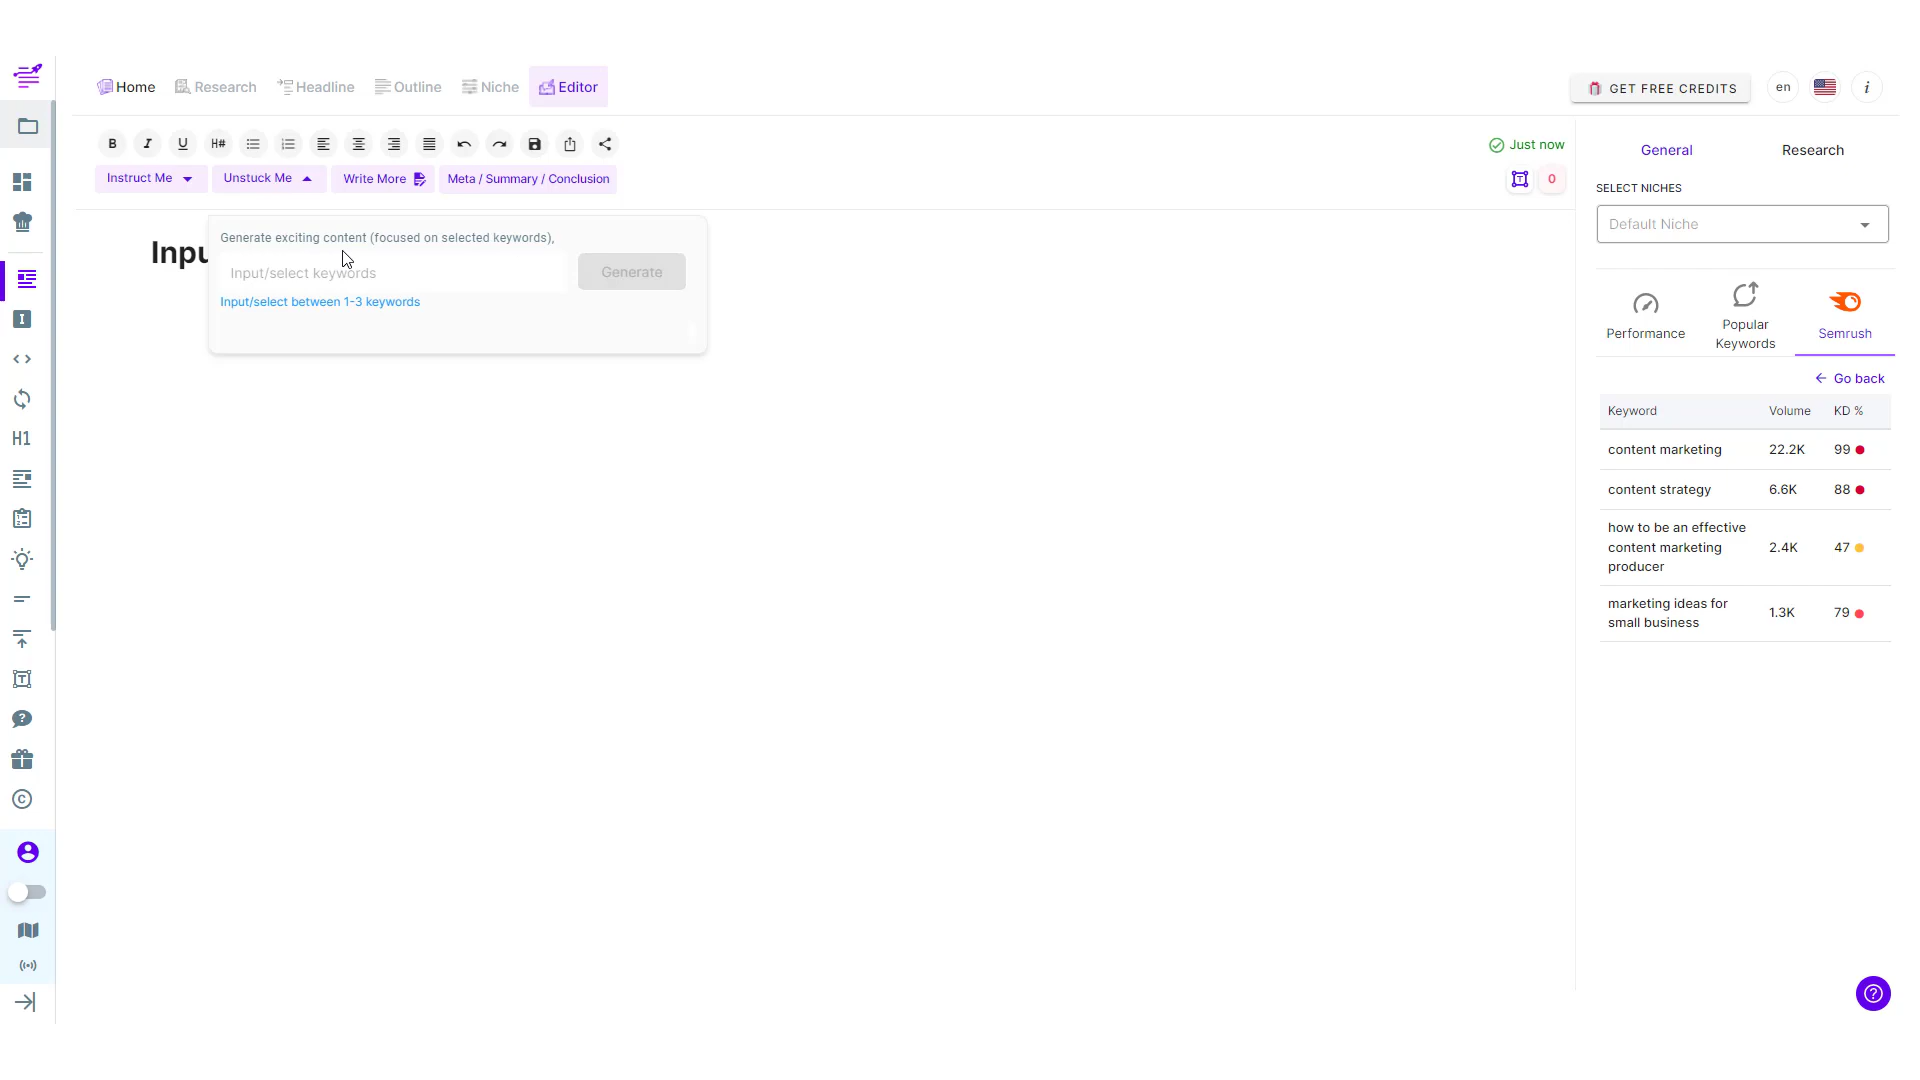 Home
Research
Headline
Outline
Niche
Editor
GET FREE CREDITS
en
i
B
I
U
H#
Just now
Instruct Me
Unstuck Me
Write More
Meta / Summary / Conclusion
0
General
Research
SELECT NICHES
Default Niche
Generate exciting content (focused on selected keywords),
Inpu
Input/select keywords
Generate
Input/select between 1-3 keywords
Performance
Popular
Keywords
Semrush
Go back
Keyword Volume KD %
content marketing 22.2K 99
content strategy 6.6K 88
how to be an effective
content marketing 2.4K 47
producer
marketing ideas for
small business 1.3K 79
H1